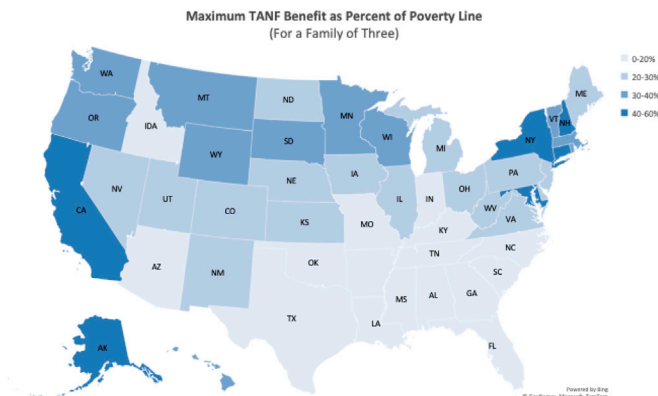 Maximum TANF Benefit as Percent of Poverty Line
(For a Family of Three)
0-20%
20-30%
30-40%
40-60%
WA
MT
ND
MN
ME
VT
NH
OR
IDA
SD
WI
NY
WY
MI
IA
NE
PA
NV
UT
IL
IN
OH
CO
WV
VA
KS
MO
KY
CA
NC
TN
OK
AZ
NM
SC
MS
AL
GA
TX
LA
FL
AK
Powered by Bing